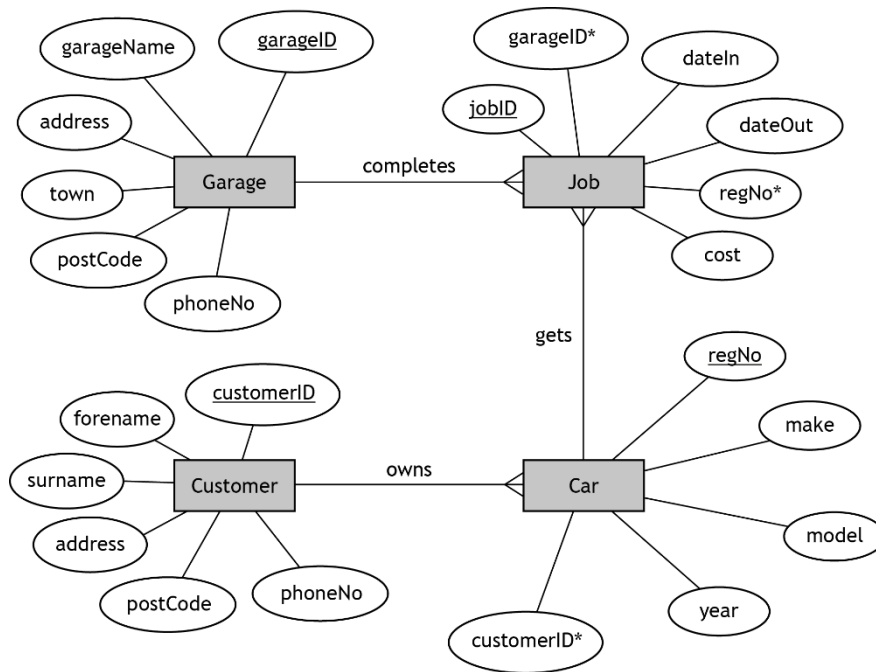 garageName
garageID
garageID*
dateIn
jobID
address
dateOut
Garage
completes
Job
town
regNo*
postCode
cost
phoneNo
gets
regNo
customerID
forename
make
surname
Customer
owns
Car
address
model
postCode
phoneNo
year
customerID*